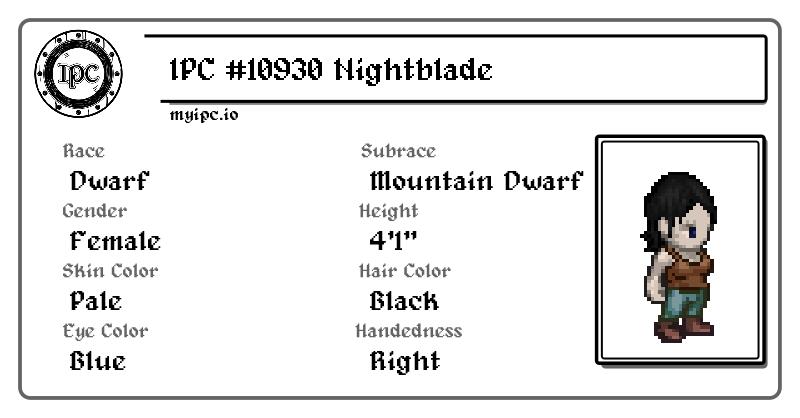 IPC
IPC #10930 Nightblade
myipc.io
Race
Subrace
Dwarf
Mountain Dwarf
Gender
Height
Female
4'1"
Skin Color
Hair Color
Pale
Black
Eye Color
Handedness
Blue
Right